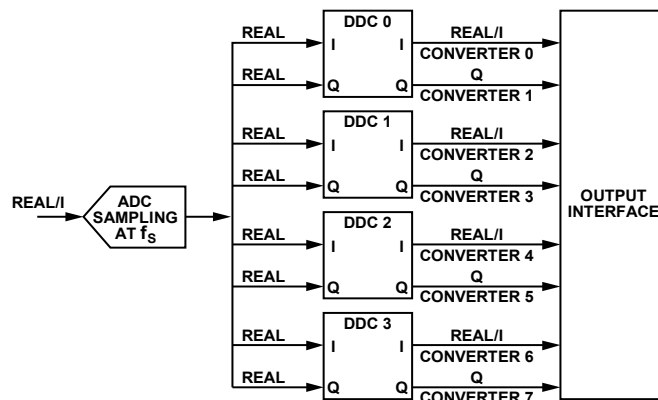 REAL/I
ADC
SAMPLING
AT fS
REAL
REAL
DDC 0
I
I
Q
Q
REAL/I
CONVERTER 0
Q
CONVERTER 1
REAL
REAL
DDC 1
I
I
Q
Q
REAL/I
CONVERTER 2
Q
CONVERTER 3
REAL
REAL
DDC 2
I
I
Q
Q
REAL/I
CONVERTER 4
Q
CONVERTER 5
REAL
REAL
DDC 3
I
I
Q
Q
REAL/I
CONVERTER 6
Q
CONVERTER 7
OUTPUT
INTERFACE